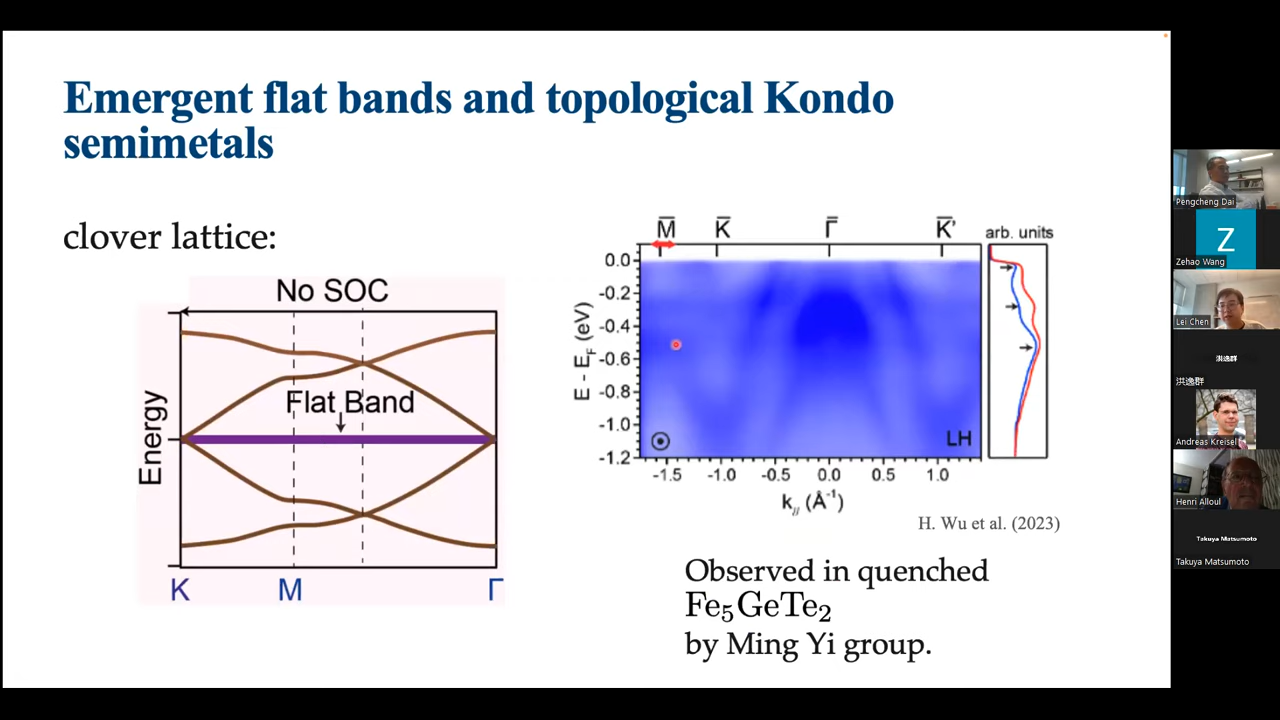 Emergent flat bands and topological Kondo
semimetals
clover lattice:
No SOC
Flat Band
Energy
K
M
Γ
M̅
K̅
Γ̅
K̅'
arb. units
0.0
-0.2
-0.4
-0.6
-0.8
-1.0
-1.2
E - E_F (eV)
LH
-1.5
-1.0
-0.5
0.0
0.5
1.0
k_// (Å⁻¹)
H. Wu et al. (2023)
Observed in quenched
Fe₅GeTe₂
by Ming Yi group.
Pengcheng Dai
Z
Zehao Wang
Lei Chen
洪逸群
洪逸群
Andreas Kreisel
Henri Alloul
Takuya Matsumoto
Takuya Matsumoto